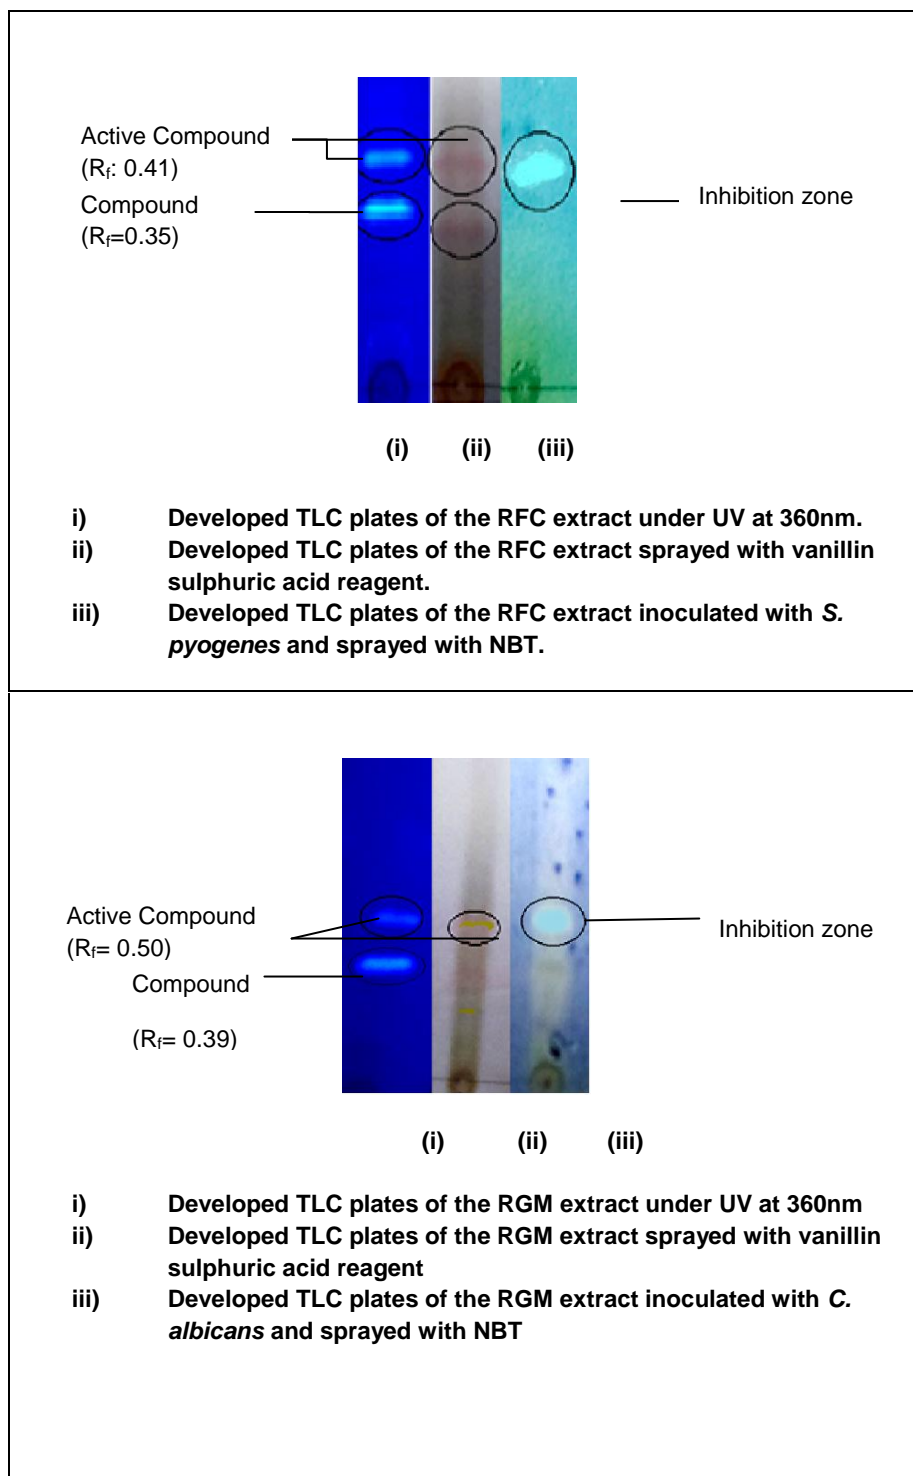 Active Compound
(Rf: 0.41)
Compound
(Rf=0.35)
Inhibition zone
(i) (ii) (iii)
i) Developed TLC plates of the RFC extract under UV at 360nm.
ii) Developed TLC plates of the RFC extract sprayed with vanillin
sulphuric acid reagent.
iii) Developed TLC plates of the RFC extract inoculated with S.
pyogenes and sprayed with NBT.
Active Compound
(Rf= 0.50)
Compound
(Rf= 0.39)
Inhibition zone
(i) (ii) (iii)
i) Developed TLC plates of the RGM extract under UV at 360nm
ii) Developed TLC plates of the RGM extract sprayed with vanillin
sulphuric acid reagent
iii) Developed TLC plates of the RGM extract inoculated with C.
albicans and sprayed with NBT